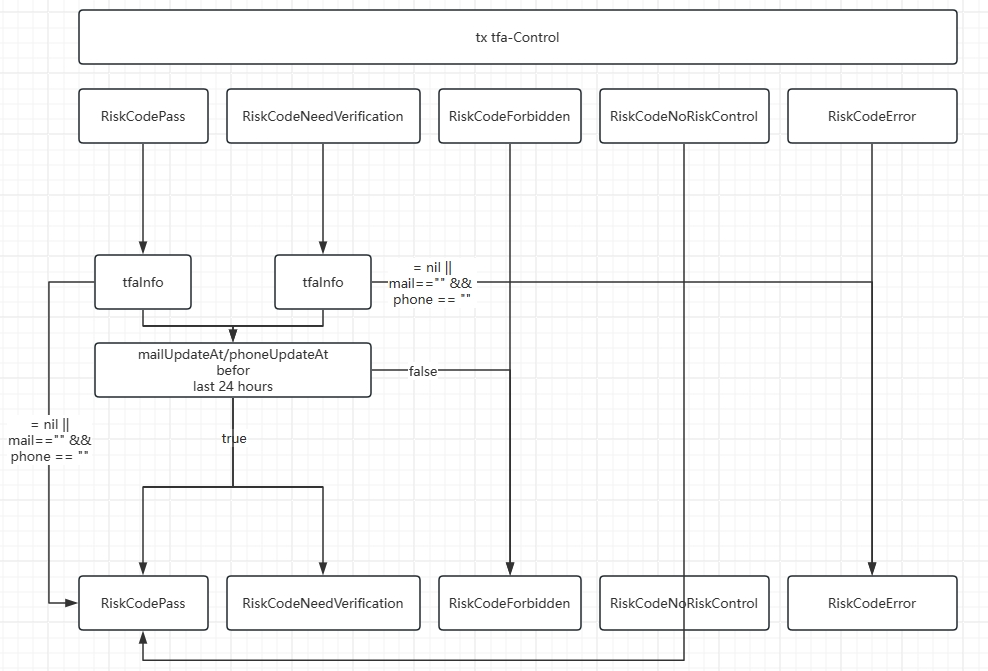 tx tfa-Control
RiskCodePass
RiskCodeNeedVerification
RiskCodeForbidden
RiskCodeNoRiskControl
RiskCodeError
tfaInfo
tfaInfo
= nil ||
mail=="" &&
phone == ""
mailUpdateAt/phoneUpdateAt
befor
last 24 hours
false
= nil ||
mail=="" &&
phone == ""
true
RiskCodePass
RiskCodeNeedVerification
RiskCodeForbidden
RiskCodeNoRiskControl
RiskCodeError